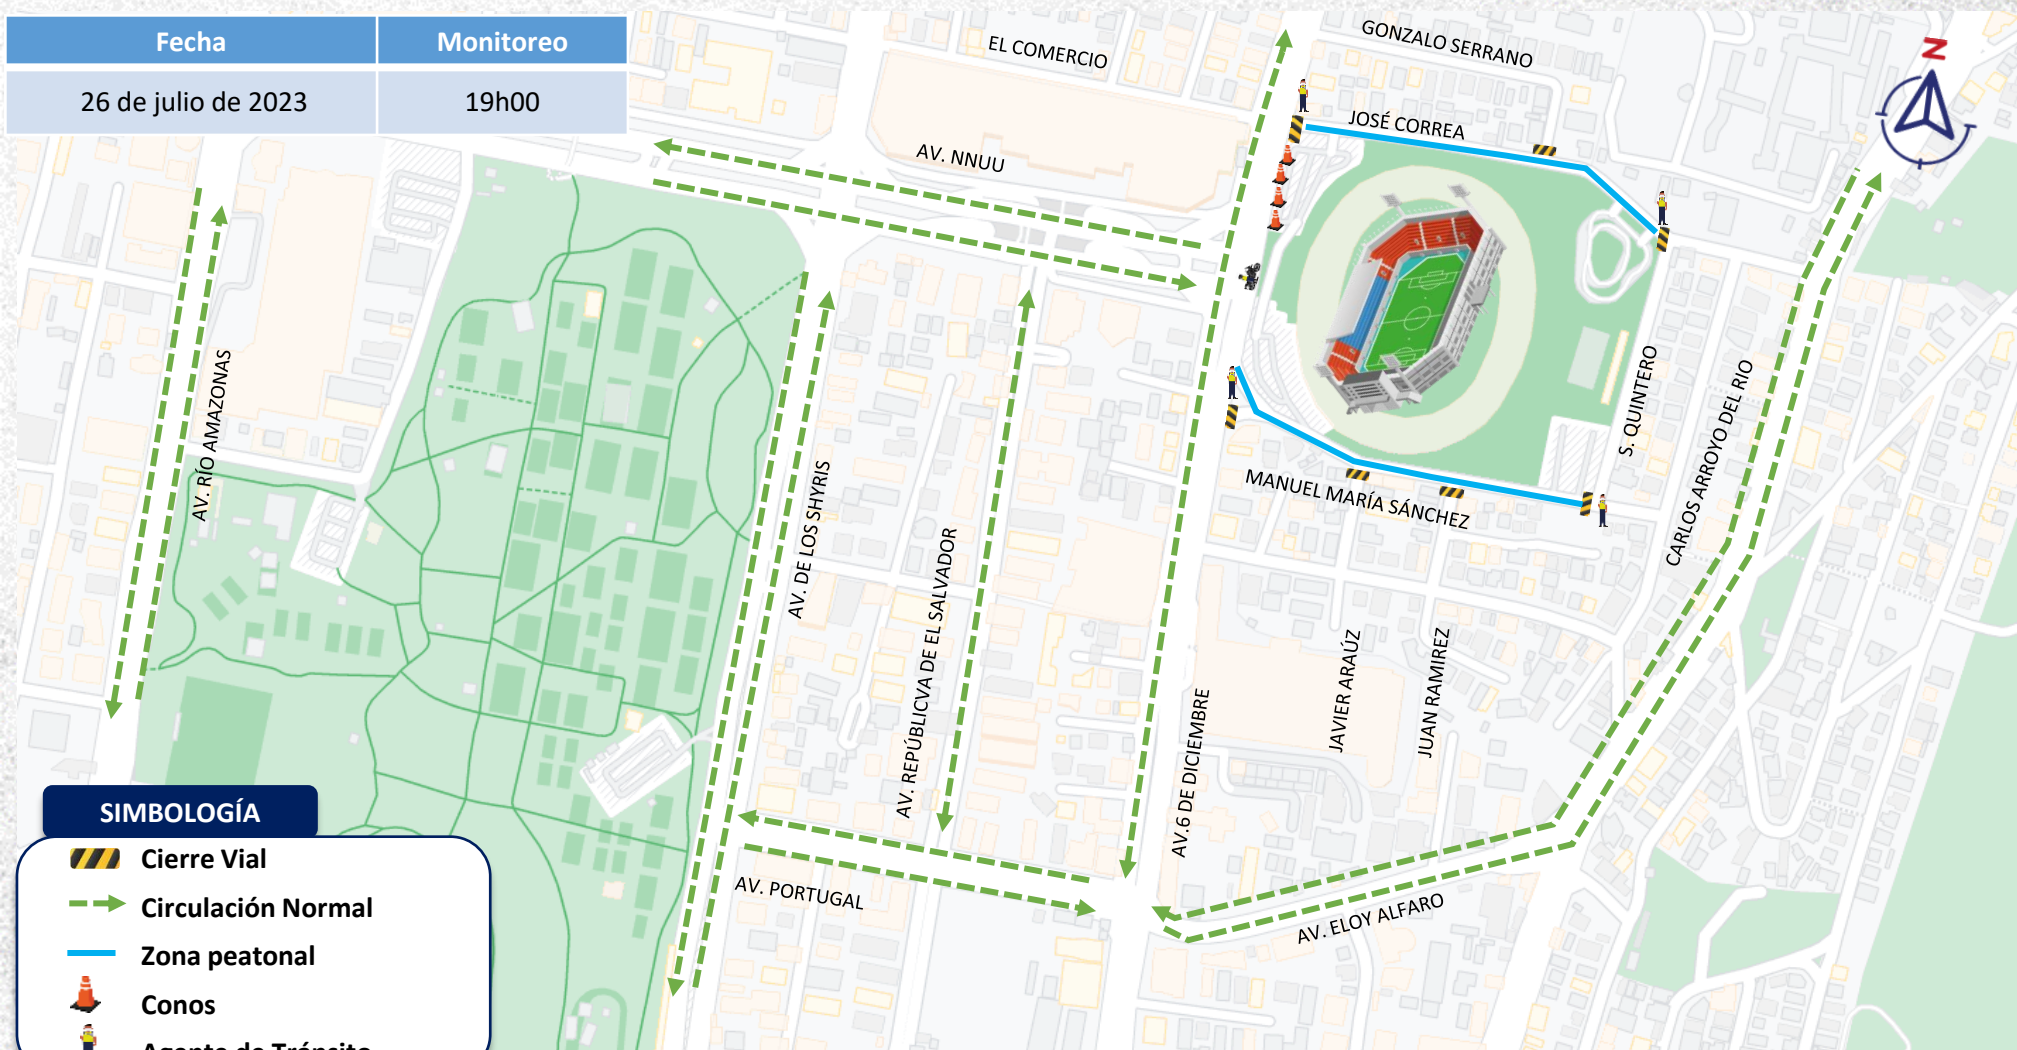 Fecha
Monitoreo
26 de julio de 2023
19h00
EL COMERCIO
GONZALO SERRANO
N
JOSÉ CORREA
AV. NNUU
AV. RÍO AMAZONAS
S. QUINTERO
CARLOS ARROYO DEL RIO
AV. DE LOS SHYRIS
MANUEL MARÍA SÁNCHEZ
AV. REPÚBLICVA DE EL SALVADOR
JAVIER ARAÚZ
JUAN RAMIREZ
AV.6 DE DICIEMBRE
AV. PORTUGAL
AV. ELOY ALFARO
SIMBOLOGÍA
Cierre Vial
Circulación Normal
Zona peatonal
Conos
Agente de Tránsito